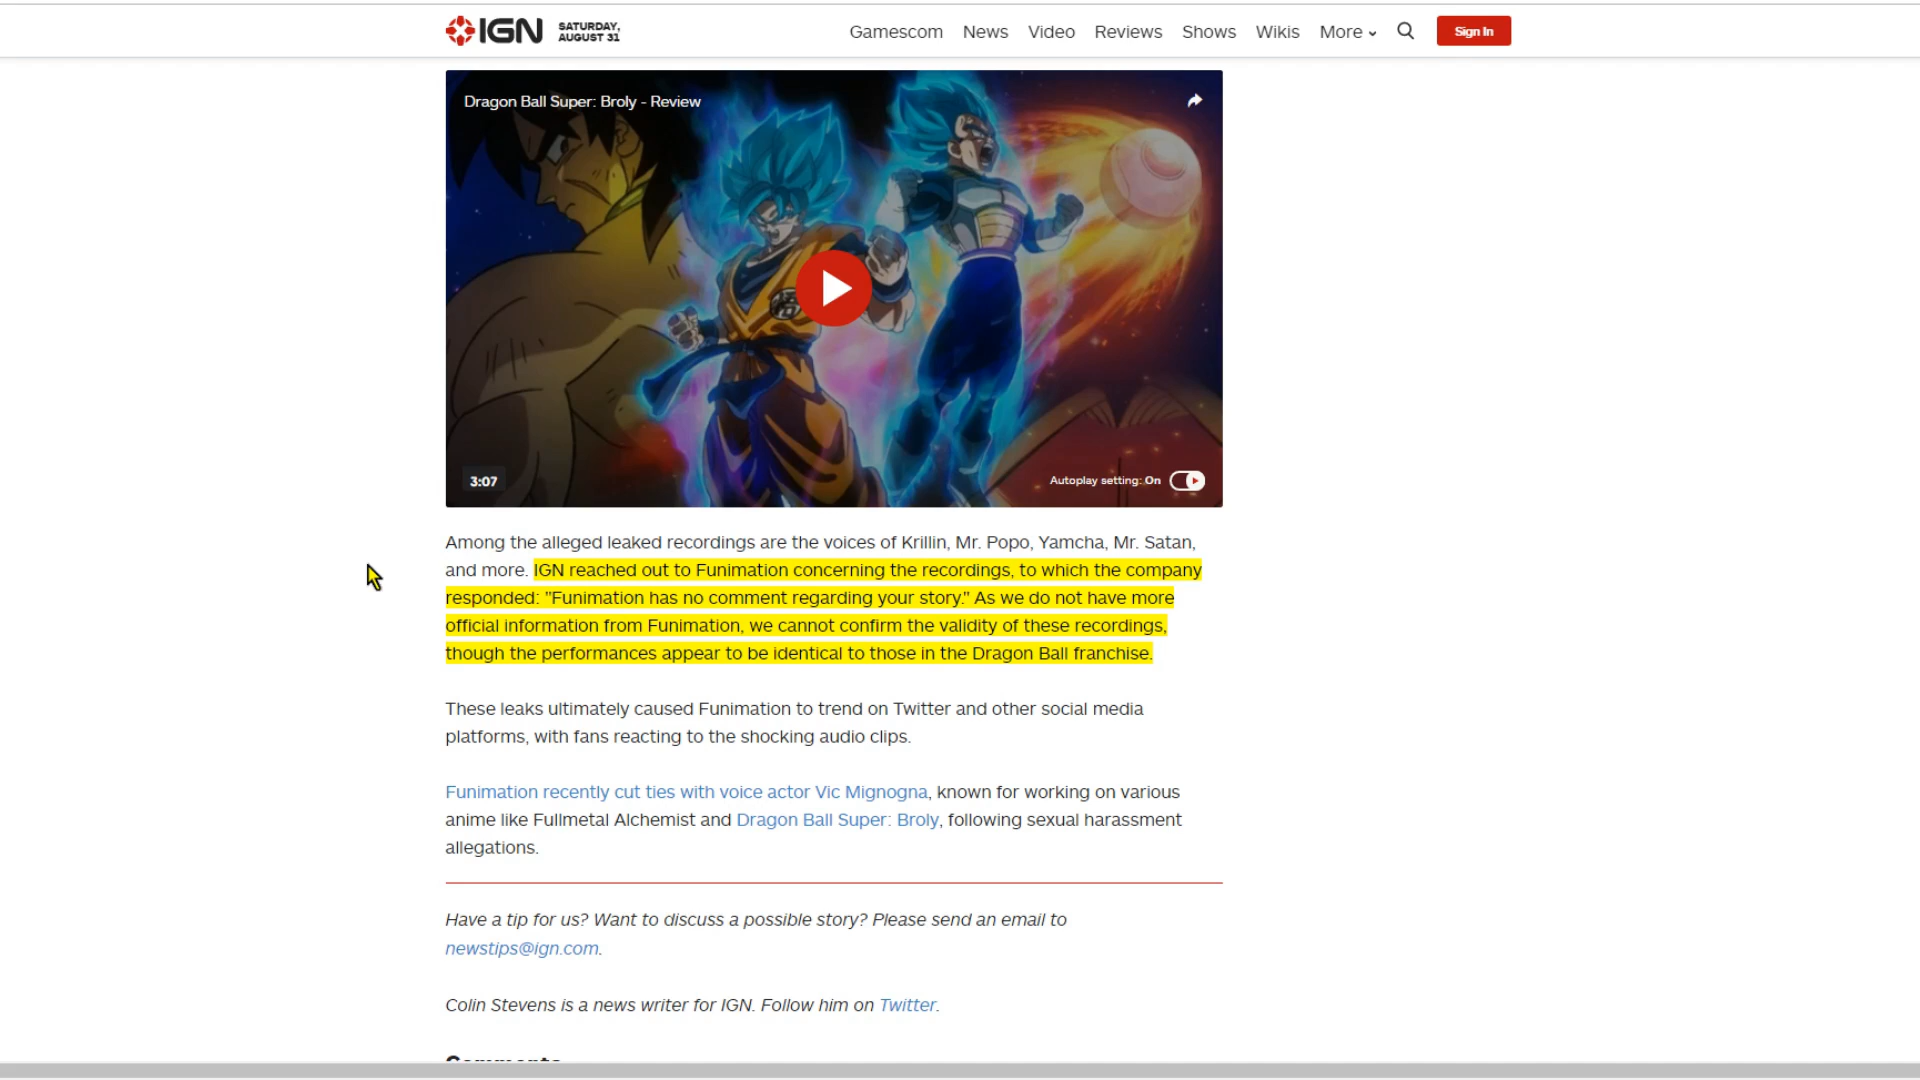 IGN SATURDAY, AUGUST 31
Gamescom News Video Reviews Shows Wikis More Sign In
Dragon Ball Super: Broly - Review
3:07
Autoplay setting: On
Among the alleged leaked recordings are the voices of Krillin, Mr. Popo, Yamcha, Mr. Satan,
and more. IGN reached out to Funimation concerning the recordings, to which the company
responded: "Funimation has no comment regarding your story." As we do not have more
official information from Funimation, we cannot confirm the validity of these recordings,
though the performances appear to be identical to those in the Dragon Ball franchise.
These leaks ultimately caused Funimation to trend on Twitter and other social media
platforms, with fans reacting to the shocking audio clips.
Funimation recently cut ties with voice actor Vic Mignogna, known for working on various
anime like Fullmetal Alchemist and Dragon Ball Super: Broly, following sexual harassment
allegations.
Have a tip for us? Want to discuss a possible story? Please send an email to
newstips@ign.com.
Colin Stevens is a news writer for IGN. Follow him on Twitter.